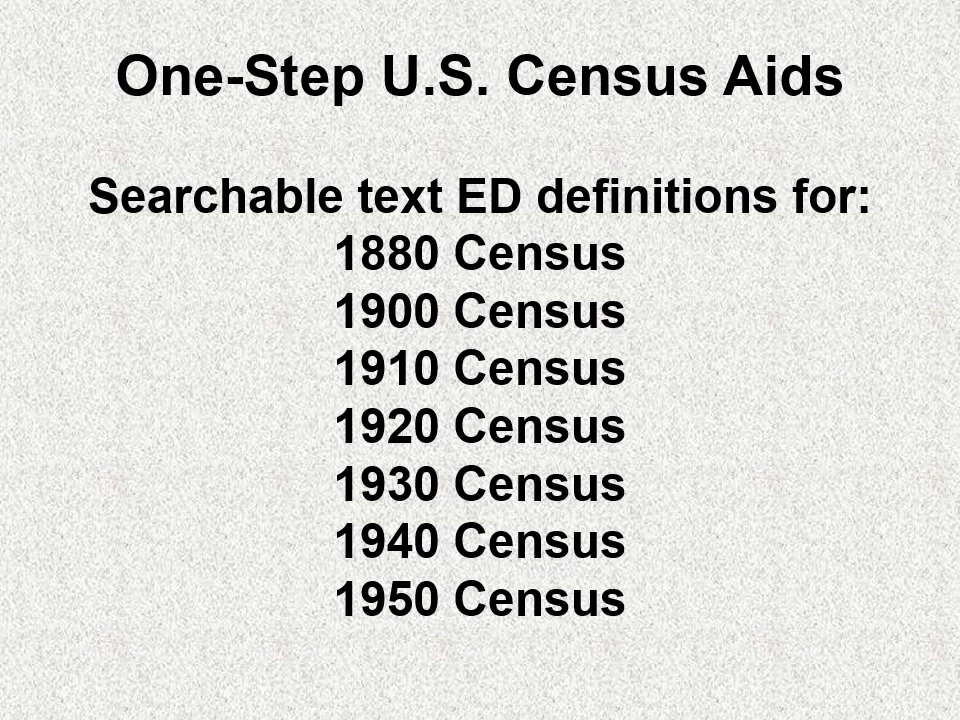 One-Step U.S. Census Aids
Searchable text ED definitions for:
1880 Census
1900 Census
1910 Census
1920 Census
1930 Census
1940 Census
1950 Census